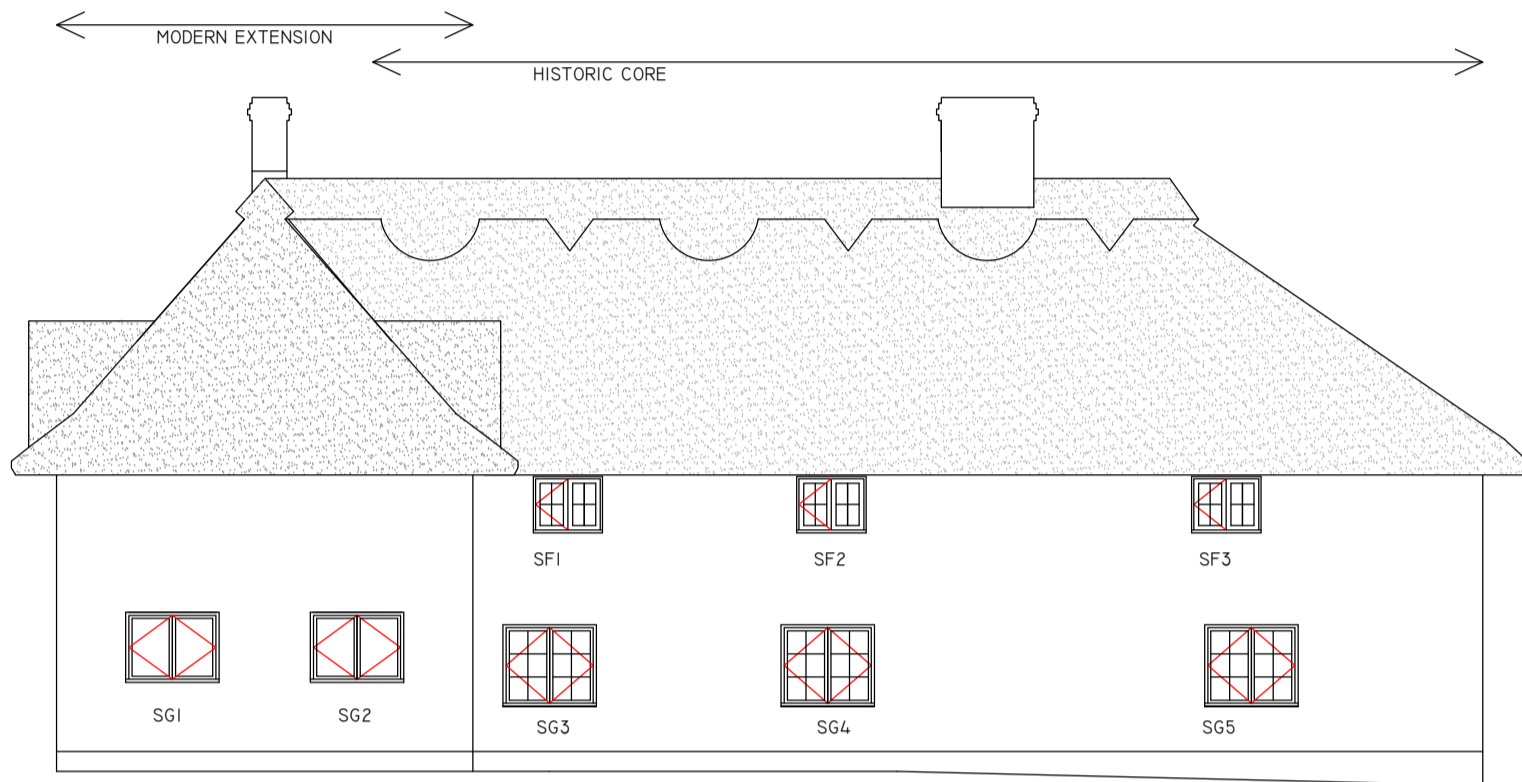 MODERN EXTENSION
HISTORIC CORE
SF1
SF2
SF3
SG1
SG2
SG3
SG4
SG5